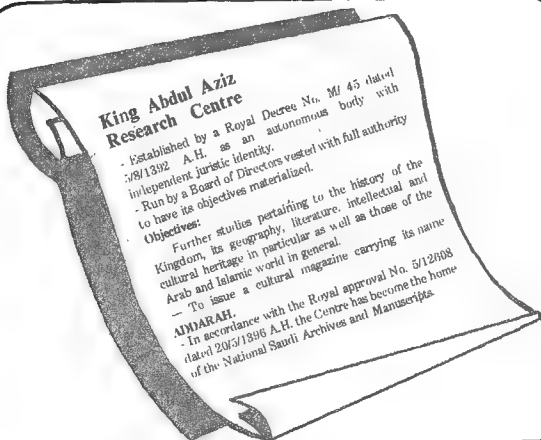 King Abdul Aziz
Research Centre
- Established by a Royal Decree No. M/ 45 dated
5/8/1392 A.H. as an autonomous body with
independent juristic identity.
- Run by a Board of Directors vested with full authority
to have its objectives materialized.
Objectives:
Further studies pertaining to the history of the
Kingdom, its geography, literature, intellectual and
cultural heritage in particular as well as those of the
Arab and Islamic world in general.
— To issue a cultural magazine carrying its name
ADDARAH.
- In accordance with the Royal approval No. 5/12608
dated 20/5/1396 A.H. the Centre has become the home
of the National Saudi Archives and Manuscripts.